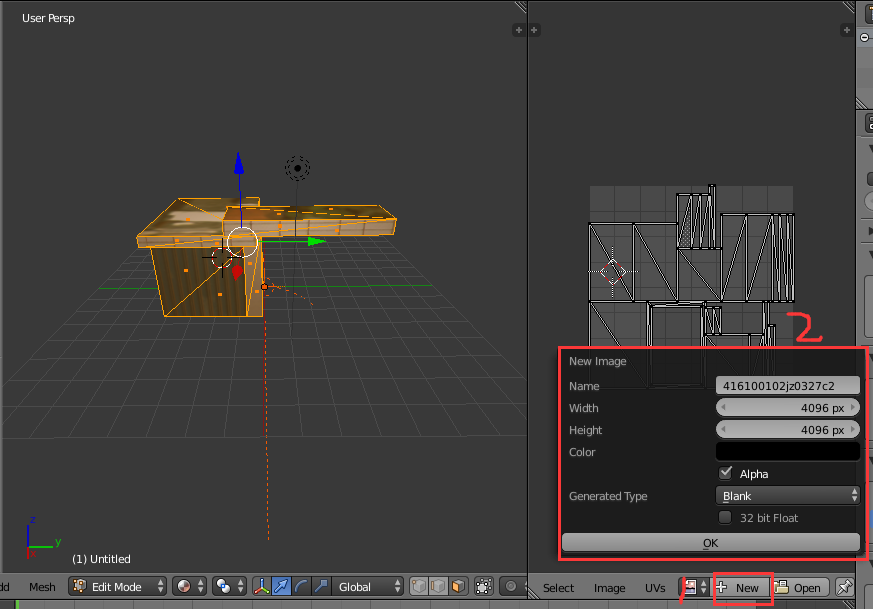 User Persp
2
New Image
Name 416100102jz0327c2
Width 4096 px
Height 4096 px
Color
Alpha
Generated Type Blank
32 bit Float
OK
z
y
(1) Untitled
dd Mesh Edit Mode Global Select Image UVs New Open